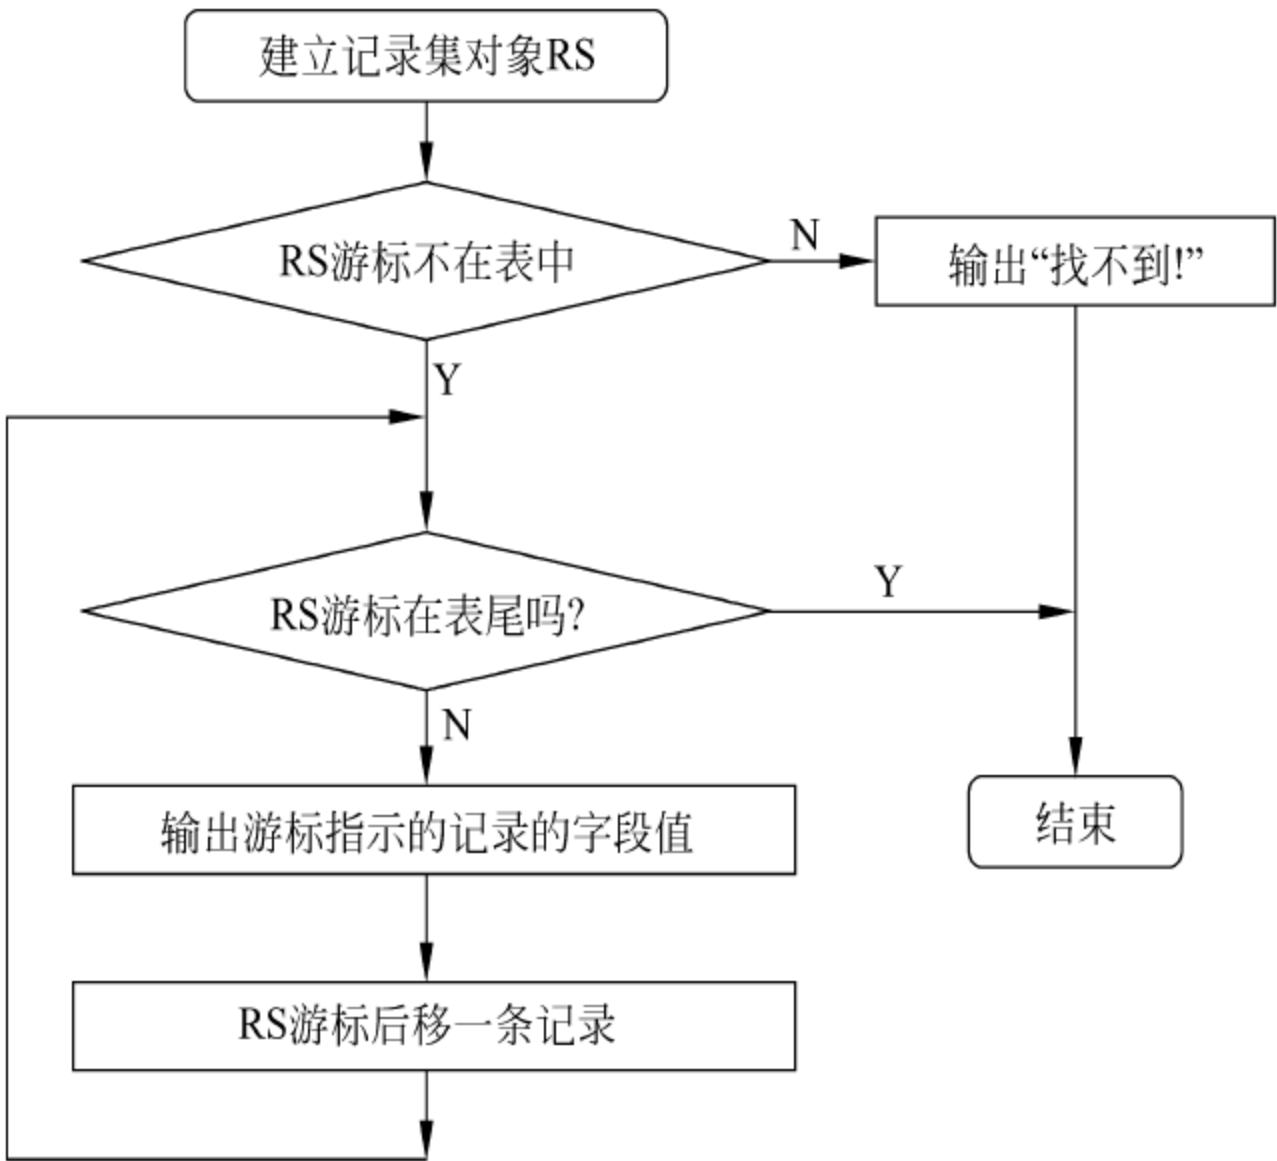 建立记录集对象RS
RS游标不在表中
N
输出“找不到!”
Y
RS游标在表尾吗?
Y
N
输出游标指示的记录的字段值
结束
RS游标后移一条记录